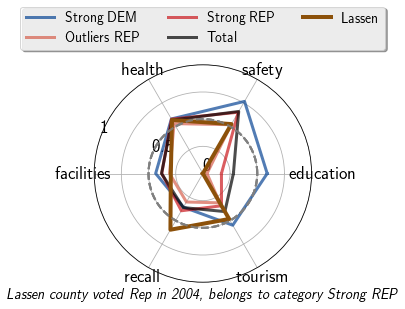 Strong DEM
Outliers REP
Strong REP
Total
Lassen
health
safety
1
0
0
facilities
education
recall
tourism
Lassen county voted Rep in 2004, belongs to category Strong REP